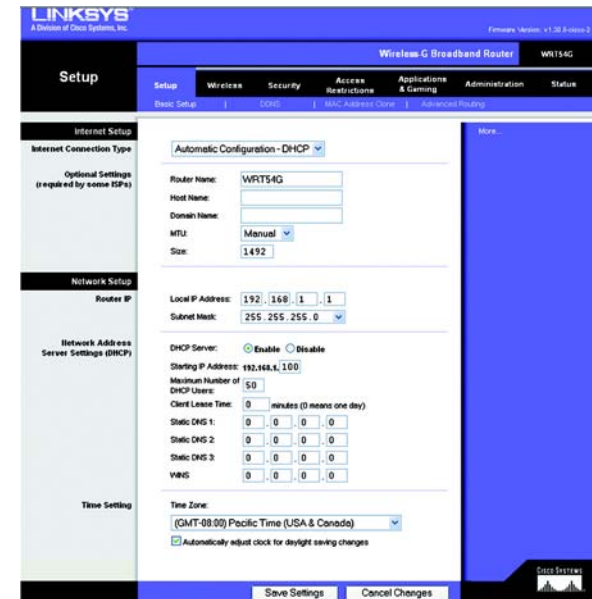 LINKSYS®
A Division of Cisco Systems, Inc.
Wireless-G Broadband Router WRT54G
Setup
Setup Wireless Security Access Restrictions Applications & Gaming Administration Status
Basic Setup | DDNS | MAC Address Clone | Advanced Routing
Internet Setup
More...
Internet Connection Type
Automatic Configuration - DHCP
Optional Settings
(required by some ISPs)
Router Name: WRT54G
Host Name:
Domain Name:
MTU: Manual
Size: 1492
Network Setup
Router IP
Local IP Address: 192 . 168 . 1 . 1
Subnet Mask: 255.255.255.0
Network Address
Server Settings (DHCP)
DHCP Server: Enable Disable
Starting IP Address: 192.168.1. 100
Maximum Number of
DHCP Users: 50
Client Lease Time: 0 minutes (0 means one day)
Static DNS 1: 0 . 0 . 0 . 0
Static DNS 2: 0 . 0 . 0 . 0
Static DNS 3: 0 . 0 . 0 . 0
WINS 0 . 0 . 0 . 0
Time Setting
Time Zone:
(GMT-08:00) Pacific Time (USA & Canada)
Automatically adjust clock for daylight saving changes
CISCO SYSTEMS
Save Settings Cancel Changes